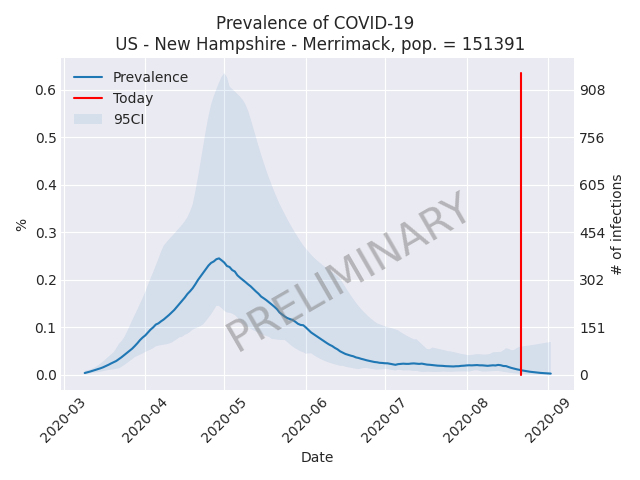 Prevalence of COVID-19
US - New Hampshire - Merrimack, pop. = 151391
Prevalence
Today
95CI
0.6
0.5
0.4
0.3
0.2
0.1
0.0
%
908
756
605
454
302
151
0
# of infections
PRELIMINARY
2020-03
2020-04
2020-05
2020-06
2020-07
2020-08
2020-09
Date